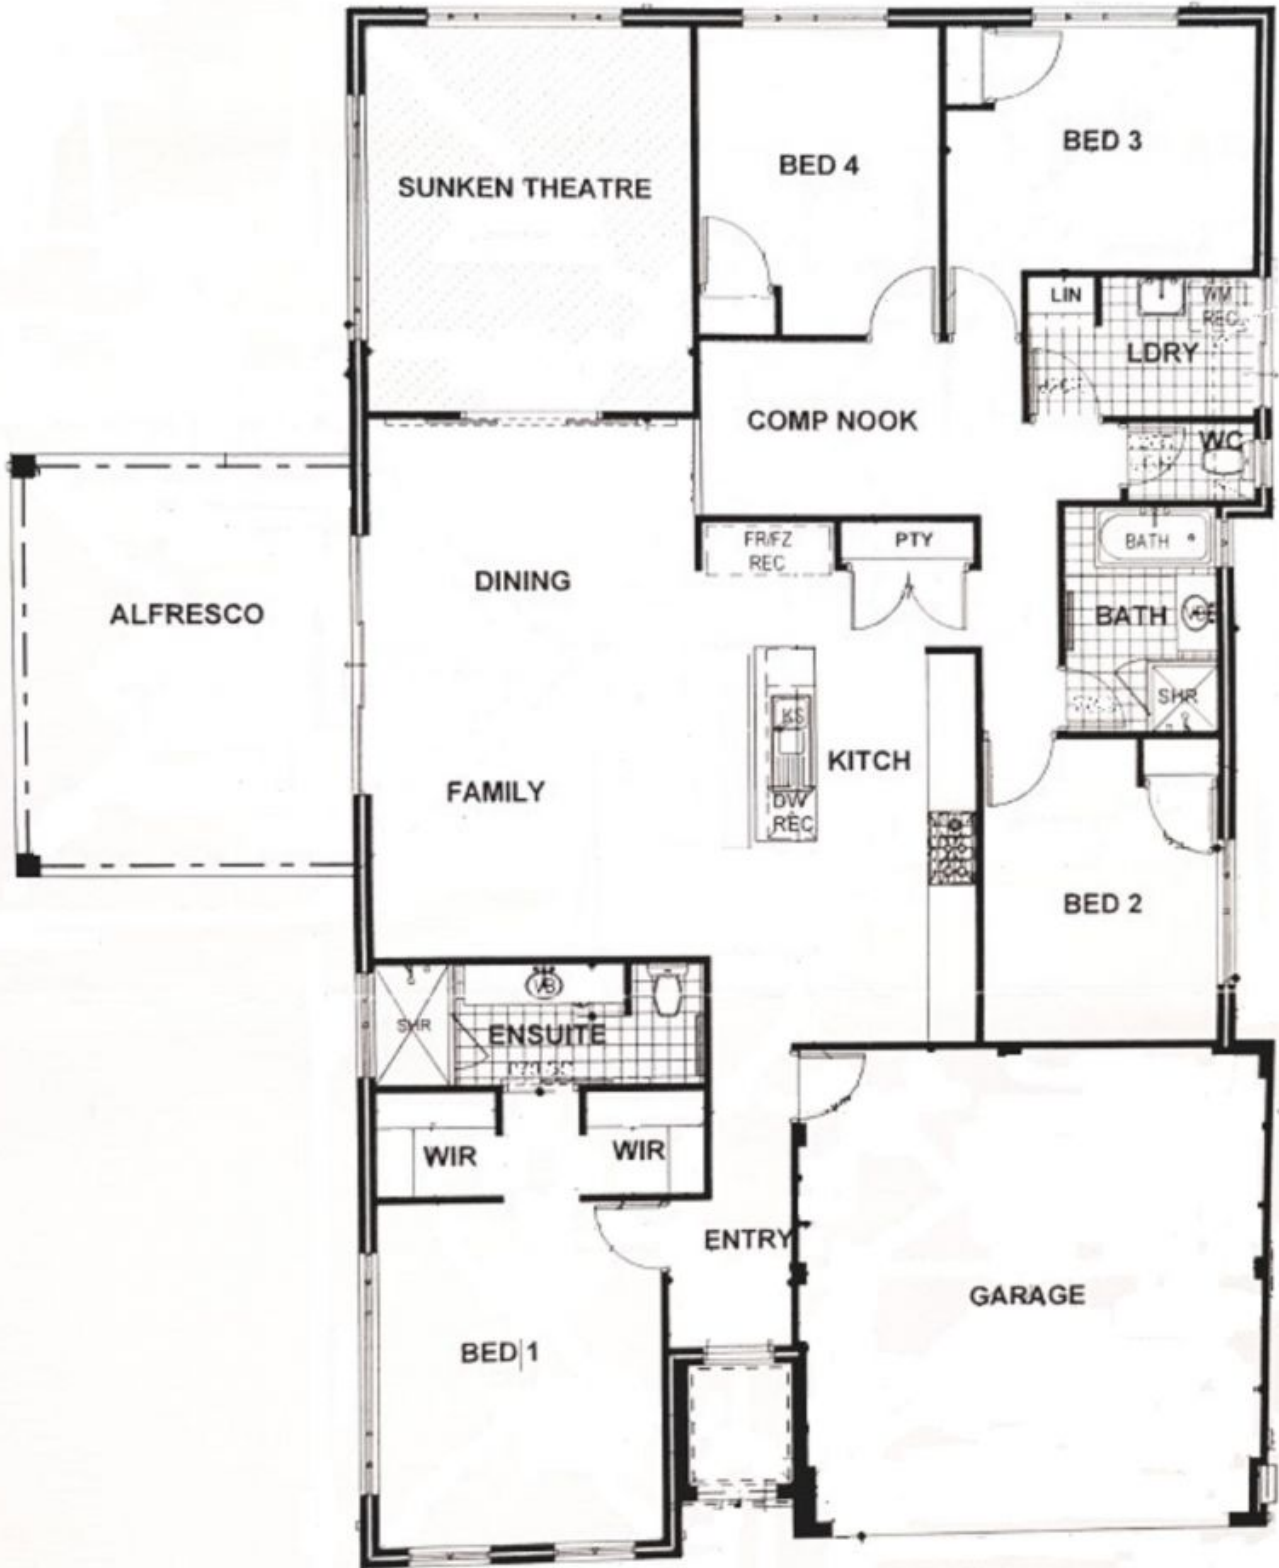 SUNKEN THEATRE
BED 4
BED 3
LIN
WM
REC
LDRY
COMP NOOK
WC
FR/FZ
REC
PTY
BATH
DINING
ALFRESCO
BATH
VB
SHR
KS
KITCH
FAMILY
DW
REC
BED 2
VB
SHR
ENSUITE
WIR
WIR
ENTRY
GARAGE
BED 1